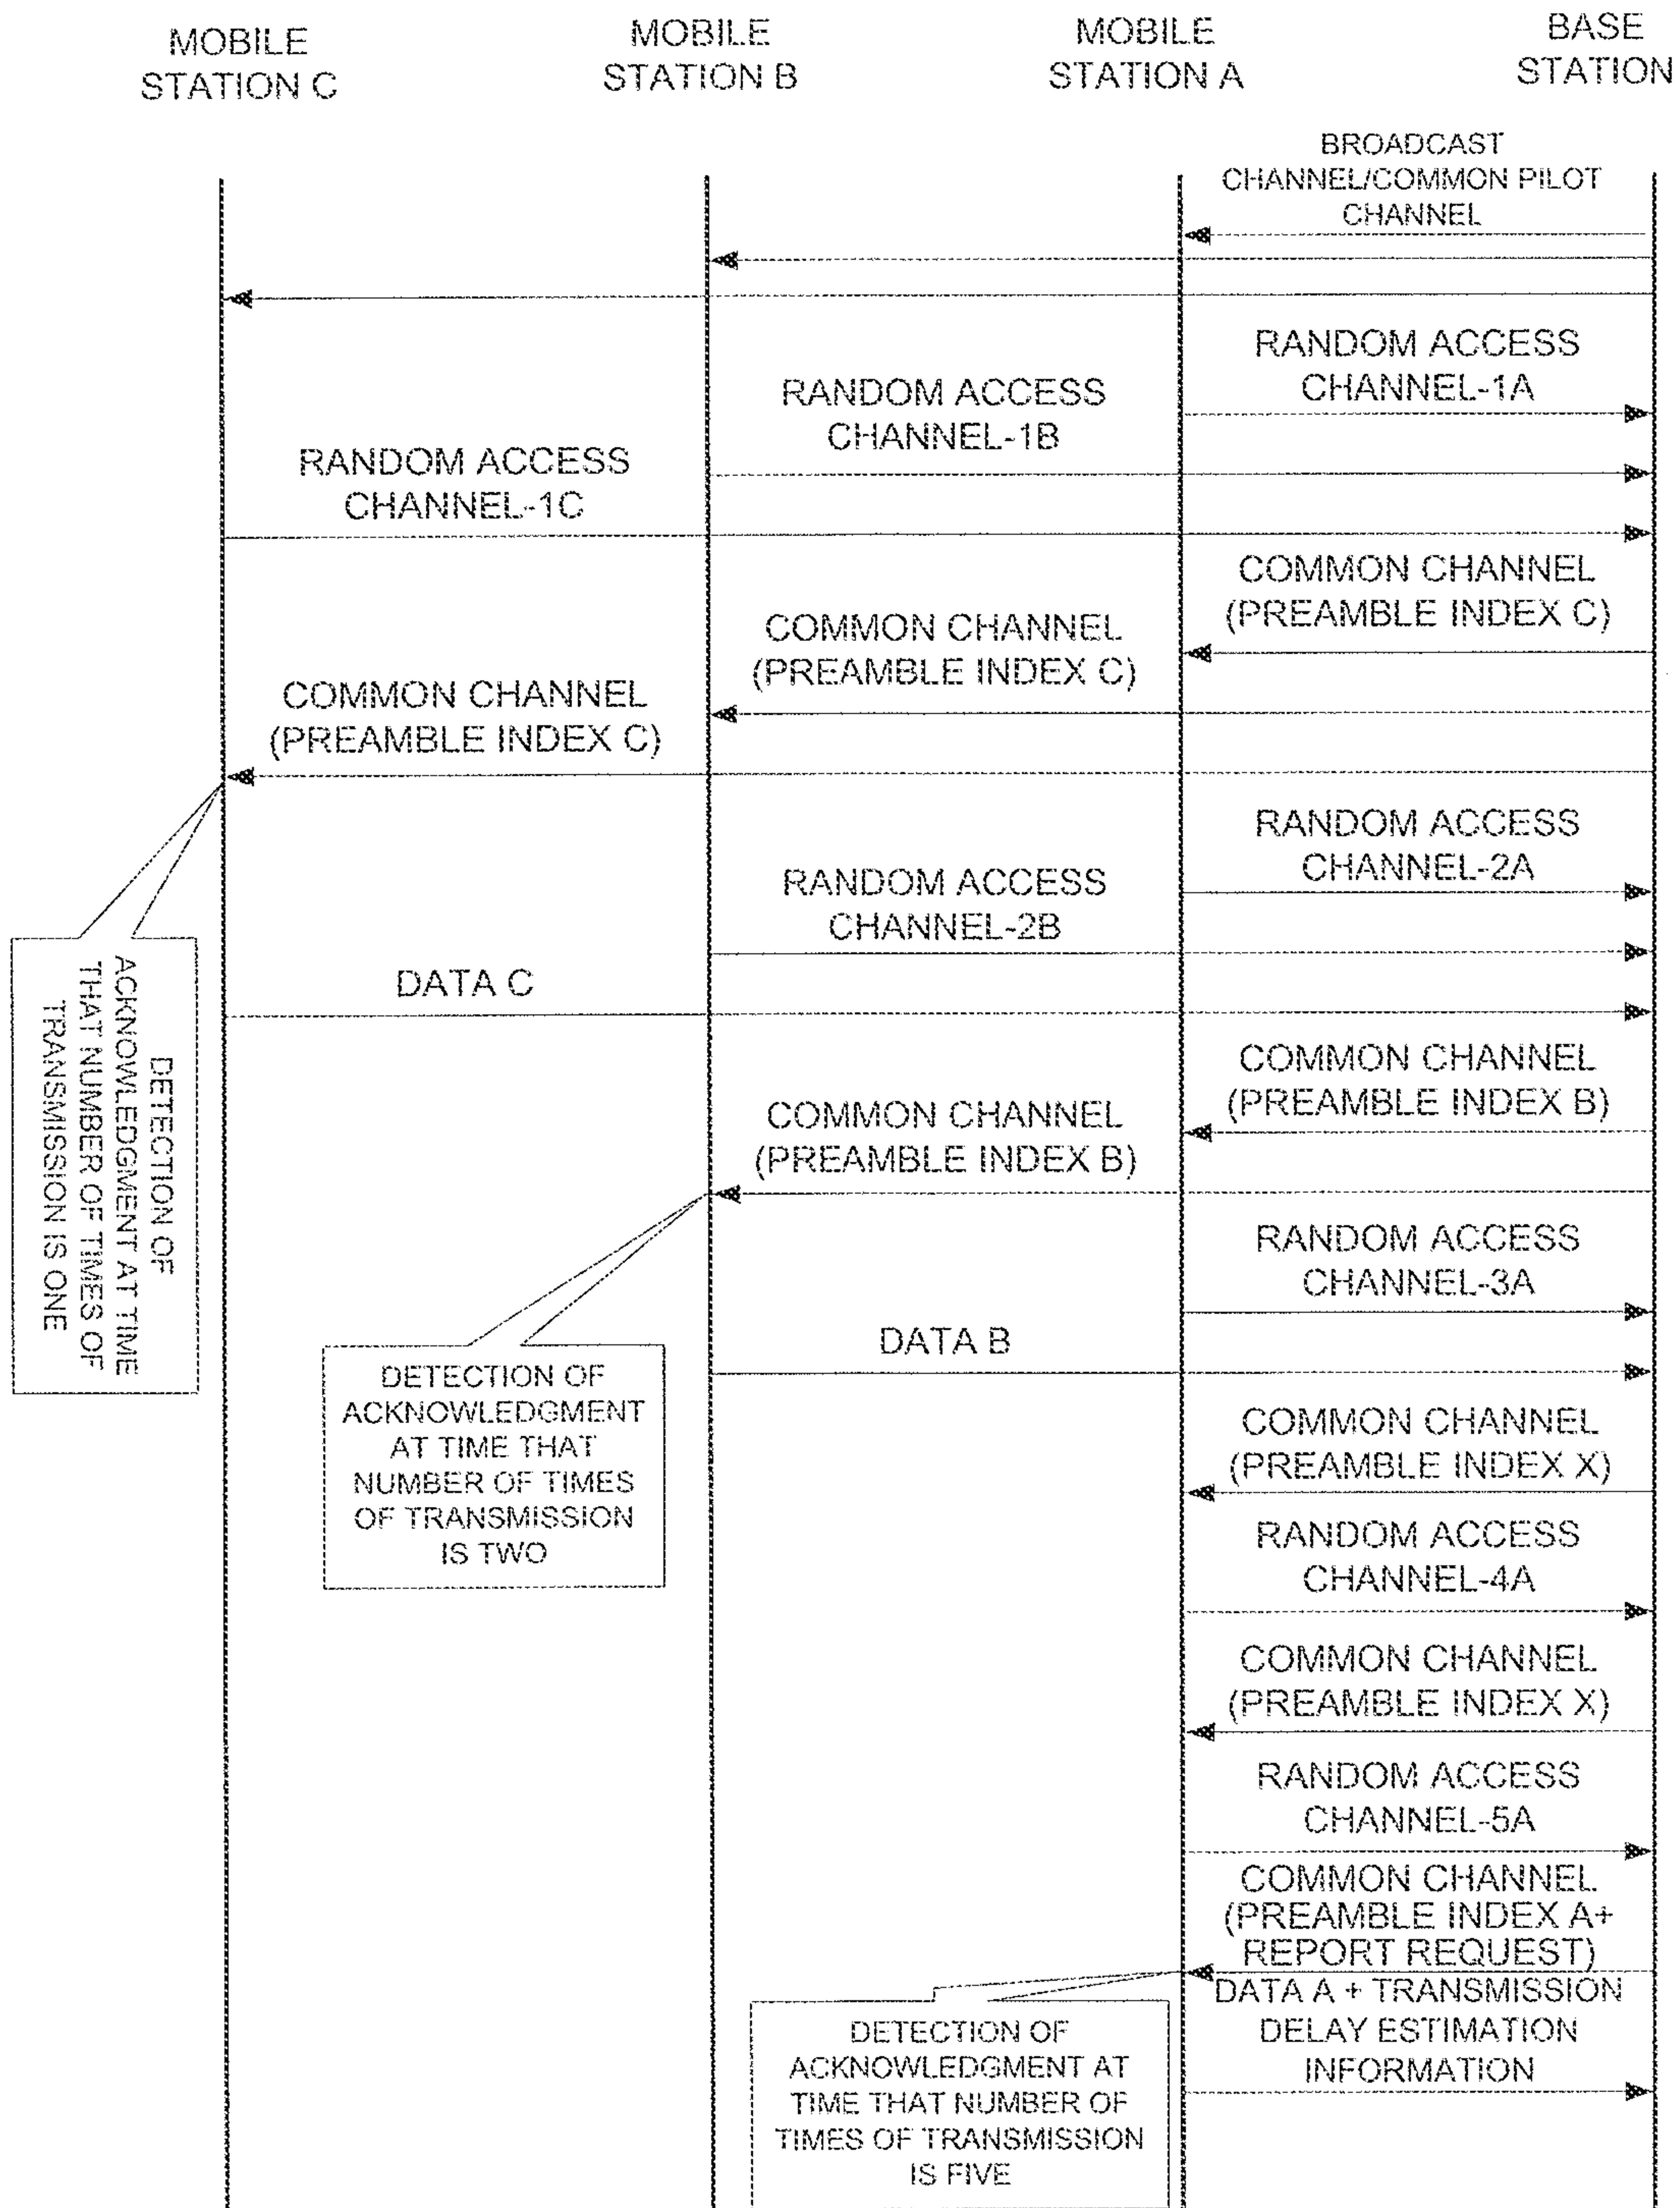 MOBILE
STATION C
MOBILE
STATION B
MOBILE
STATION A
BASE
STATION
BROADCAST
CHANNEL/COMMON PILOT
CHANNEL
RANDOM ACCESS
CHANNEL-1A
RANDOM ACCESS
CHANNEL-1B
RANDOM ACCESS
CHANNEL-1C
COMMON CHANNEL
(PREAMBLE INDEX C)
COMMON CHANNEL
(PREAMBLE INDEX C)
COMMON CHANNEL
(PREAMBLE INDEX C)
RANDOM ACCESS
CHANNEL-2A
RANDOM ACCESS
CHANNEL-2B
DATA C
DETECTION OF
ACKNOWLEDGMENT AT TIME
THAT NUMBER OF TIMES OF
TRANSMISSION IS ONE
COMMON CHANNEL
(PREAMBLE INDEX B)
COMMON CHANNEL
(PREAMBLE INDEX B)
RANDOM ACCESS
CHANNEL-3A
DATA B
DETECTION OF
ACKNOWLEDGMENT
AT TIME THAT
NUMBER OF TIMES
OF TRANSMISSION
IS TWO
COMMON CHANNEL
(PREAMBLE INDEX X)
RANDOM ACCESS
CHANNEL-4A
COMMON CHANNEL
(PREAMBLE INDEX X)
RANDOM ACCESS
CHANNEL-5A
COMMON CHANNEL
(PREAMBLE INDEX A+
REPORT REQUEST)
DATA A + TRANSMISSION
DELAY ESTIMATION
INFORMATION
DETECTION OF
ACKNOWLEDGMENT AT
TIME THAT NUMBER OF
TIMES OF TRANSMISSION
IS FIVE